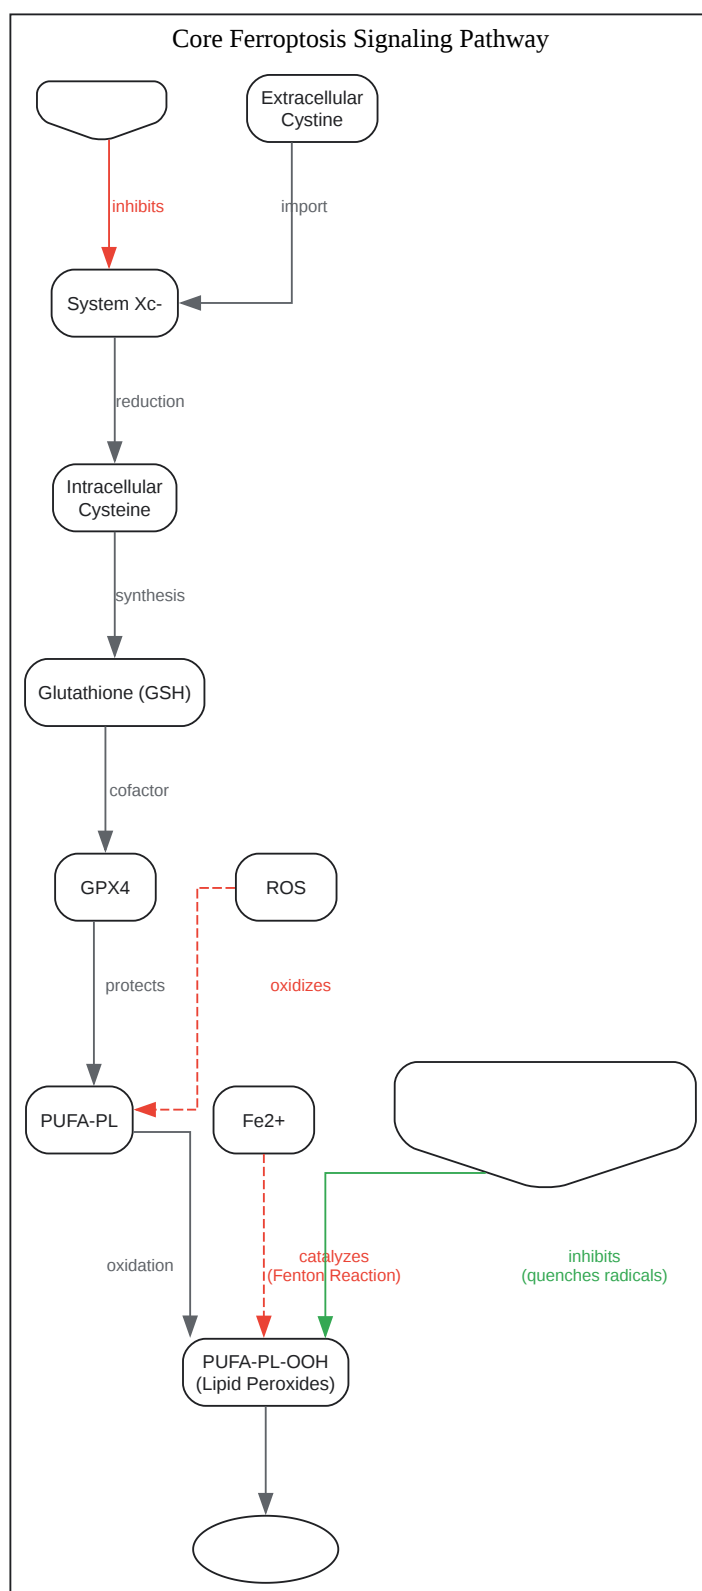 Core Ferroptosis Signaling Pathway
Extracellular
Cystine
inhibits
import
System Xc-
reduction
Intracellular
Cysteine
synthesis
Glutathione (GSH)
cofactor
GPX4
ROS
protects
oxidizes
PUFA-PL
Fe2+
oxidation
catalyzes
(Fenton Reaction)
inhibits
(quenches radicals)
PUFA-PL-OOH
(Lipid Peroxides)